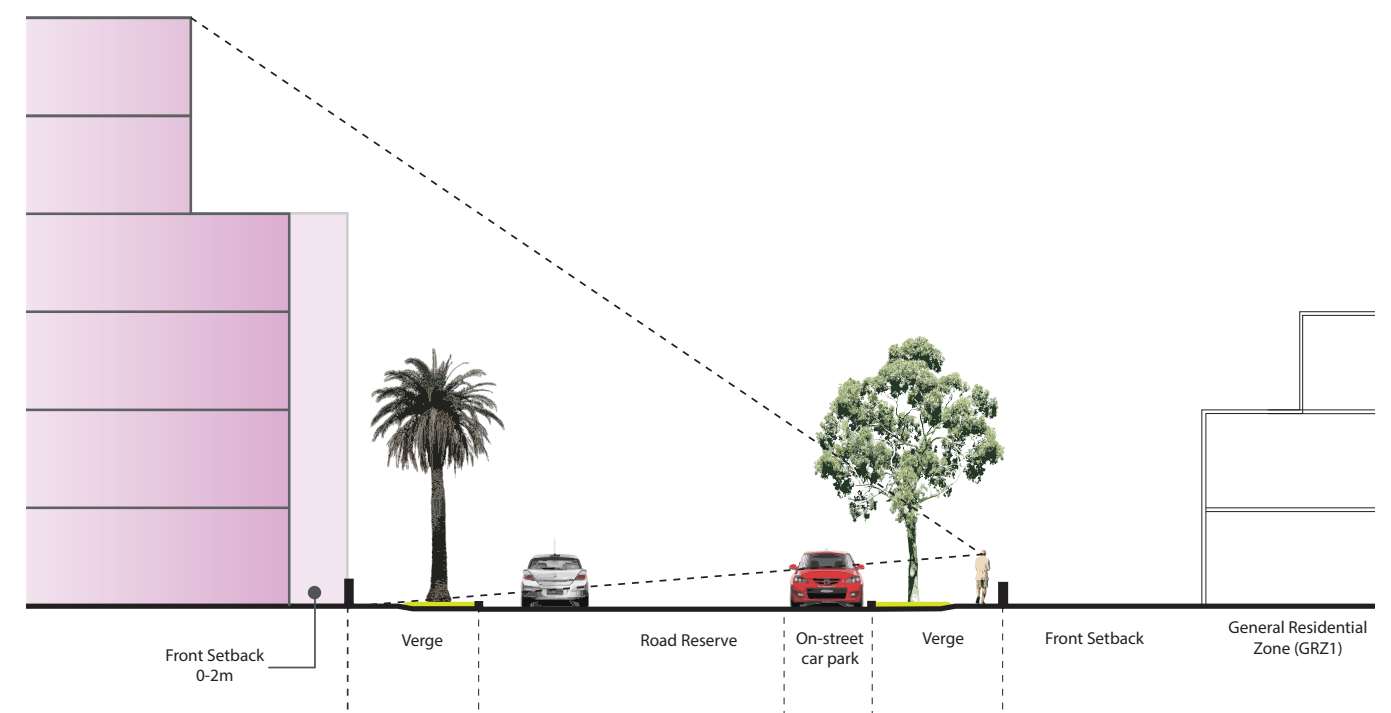 Front Setback
0-2m
Verge
Road Reserve
On-street
car park
Verge
Front Setback
General Residential
Zone (GRZ1)